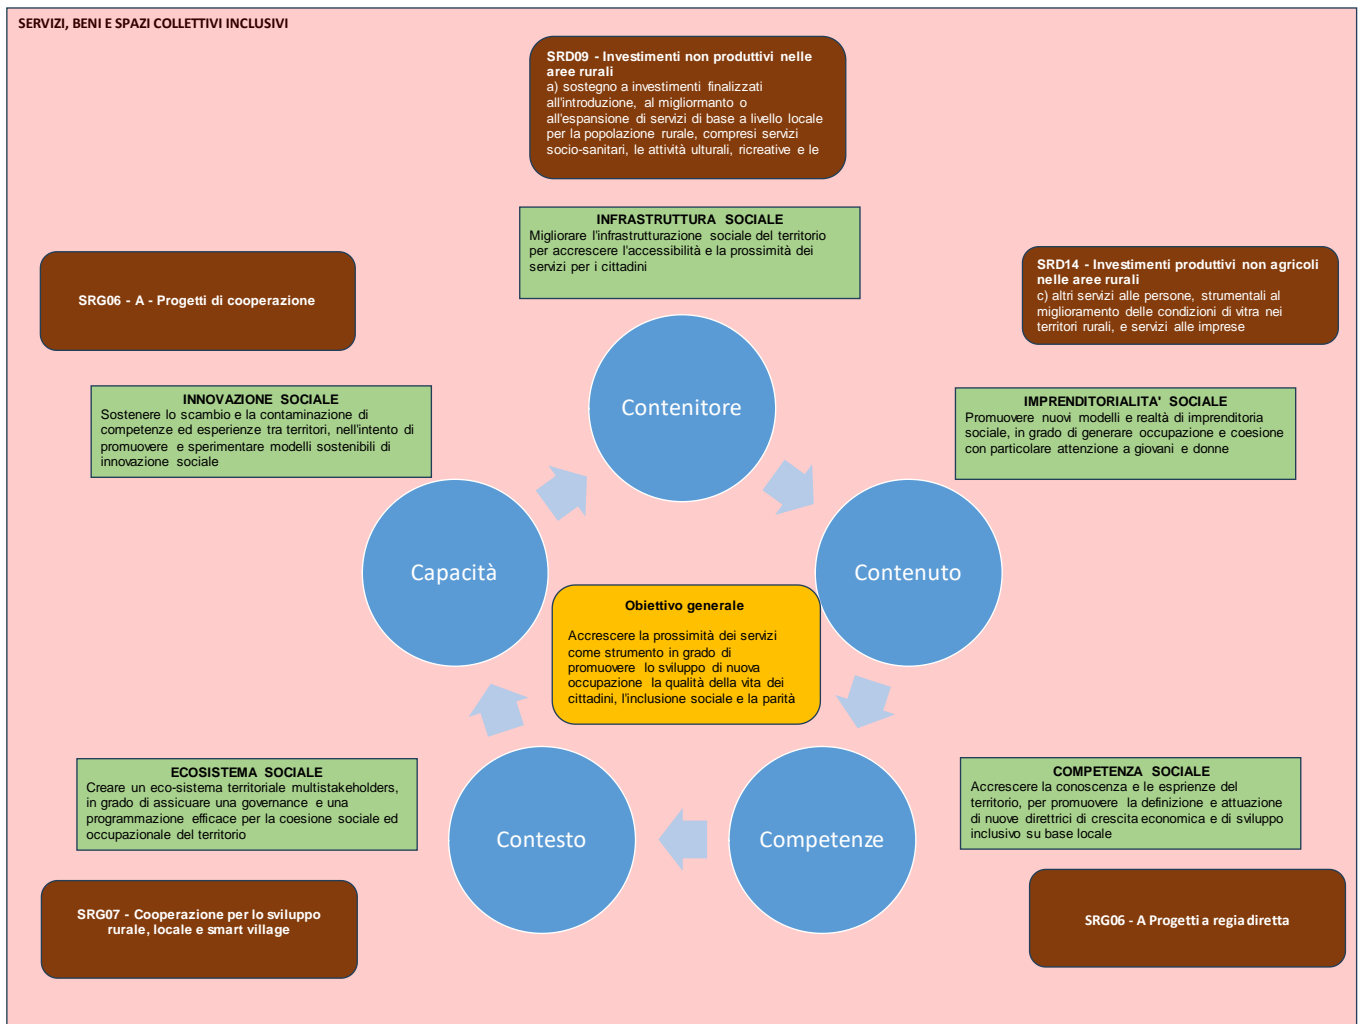 SERVIZI, BENI E SPAZI COLLETTIVI INCLUSIVI
SRD09 - Investimenti non produttivi nelle
aree rurali
a) sostegno a investimenti finalizzati
all'introduzione, al migliormanto o
all'espansione di servizi di base a livello locale
per la popolazione rurale, compresi servizi
socio-sanitari, le attività ulturali, ricreative e le
INFRASTRUTTURA SOCIALE
Migliorare l'infrastrutturazione sociale del territorio
per accrescere l'accessibilità e la prossimità dei
servizi per i cittadini
SRG06 - A - Progetti di cooperazione
SRD14 - Investimenti produttivi non agricoli
nelle aree rurali
c) altri servizi alle persone, strumentali al
miglioramento delle condizioni di vitra nei
territori rurali, e servizi alle imprese
INNOVAZIONE SOCIALE
Sostenere lo scambio e la contaminazione di
competenze ed esperienze tra territori, nell'intento di
promuovere e sperimentare modelli sostenibili di
innovazione sociale
Contenitore
IMPRENDITORIALITA' SOCIALE
Promuovere nuovi modelli e realtà di imprenditoria
sociale, in grado di generare occupazione e coesione
con particolare attenzione a giovani e donne
Capacità
Contenuto
Obiettivo generale
Accrescere la prossimità dei servizi
come strumento in grado di
promuovere lo sviluppo di nuova
occupazione la qualità della vita dei
cittadini, l'inclusione sociale e la parità
ECOSISTEMA SOCIALE
Creare un eco-sistema territoriale multistakeholders,
in grado di assicuare una governance e una
programmazione efficace per la coesione sociale ed
occupazionale del territorio
Contesto
Competenze
COMPETENZA SOCIALE
Accrescere la conoscenza e le esprienze del
territorio, per promuovere la definizione e attuazione
di nuove direttrici di crescita economica e di sviluppo
inclusivo su base locale
SRG07 - Cooperazione per lo sviluppo
rurale, locale e smart village
SRG06 - A Progetti a regia diretta